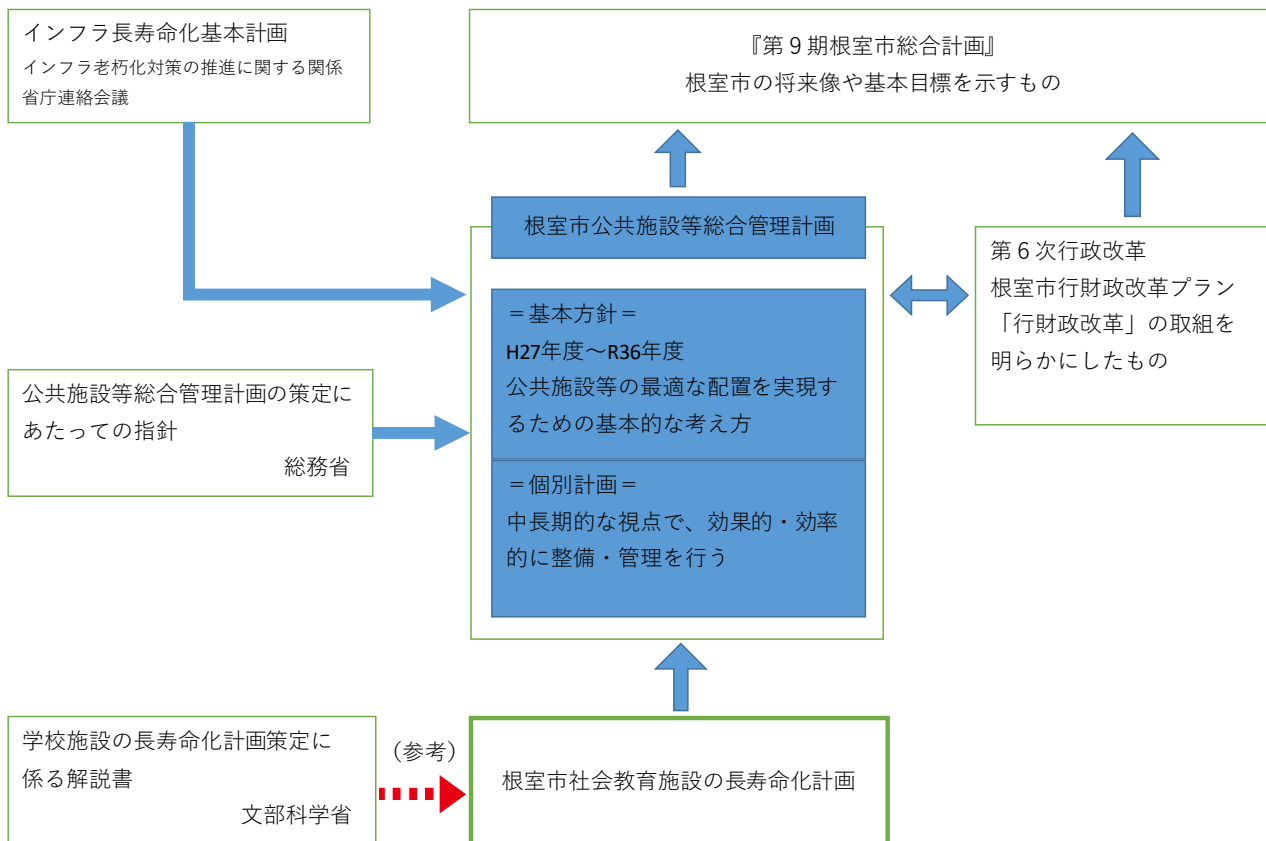 インフラ長寿命化基本計画
インフラ老朽化対策の推進に関する関係
省庁連絡会議
『第９期根室市総合計画』
根室市の将来像や基本目標を示すもの
根室市公共施設等総合管理計画
＝基本方針＝
H27年度～R36年度
公共施設等の最適な配置を実現す
るための基本的な考え方
＝個別計画＝
中長期的な視点で、効果的・効率
的に整備・管理を行う
第６次行政改革
根室市行財政改革プラン
「行財政改革」の取組を
明らかにしたもの
公共施設等総合管理計画の策定に
あたっての指針
総務省
学校施設の長寿命化計画策定に
係る解説書
文部科学省
（参考）
根室市社会教育施設の長寿命化計画